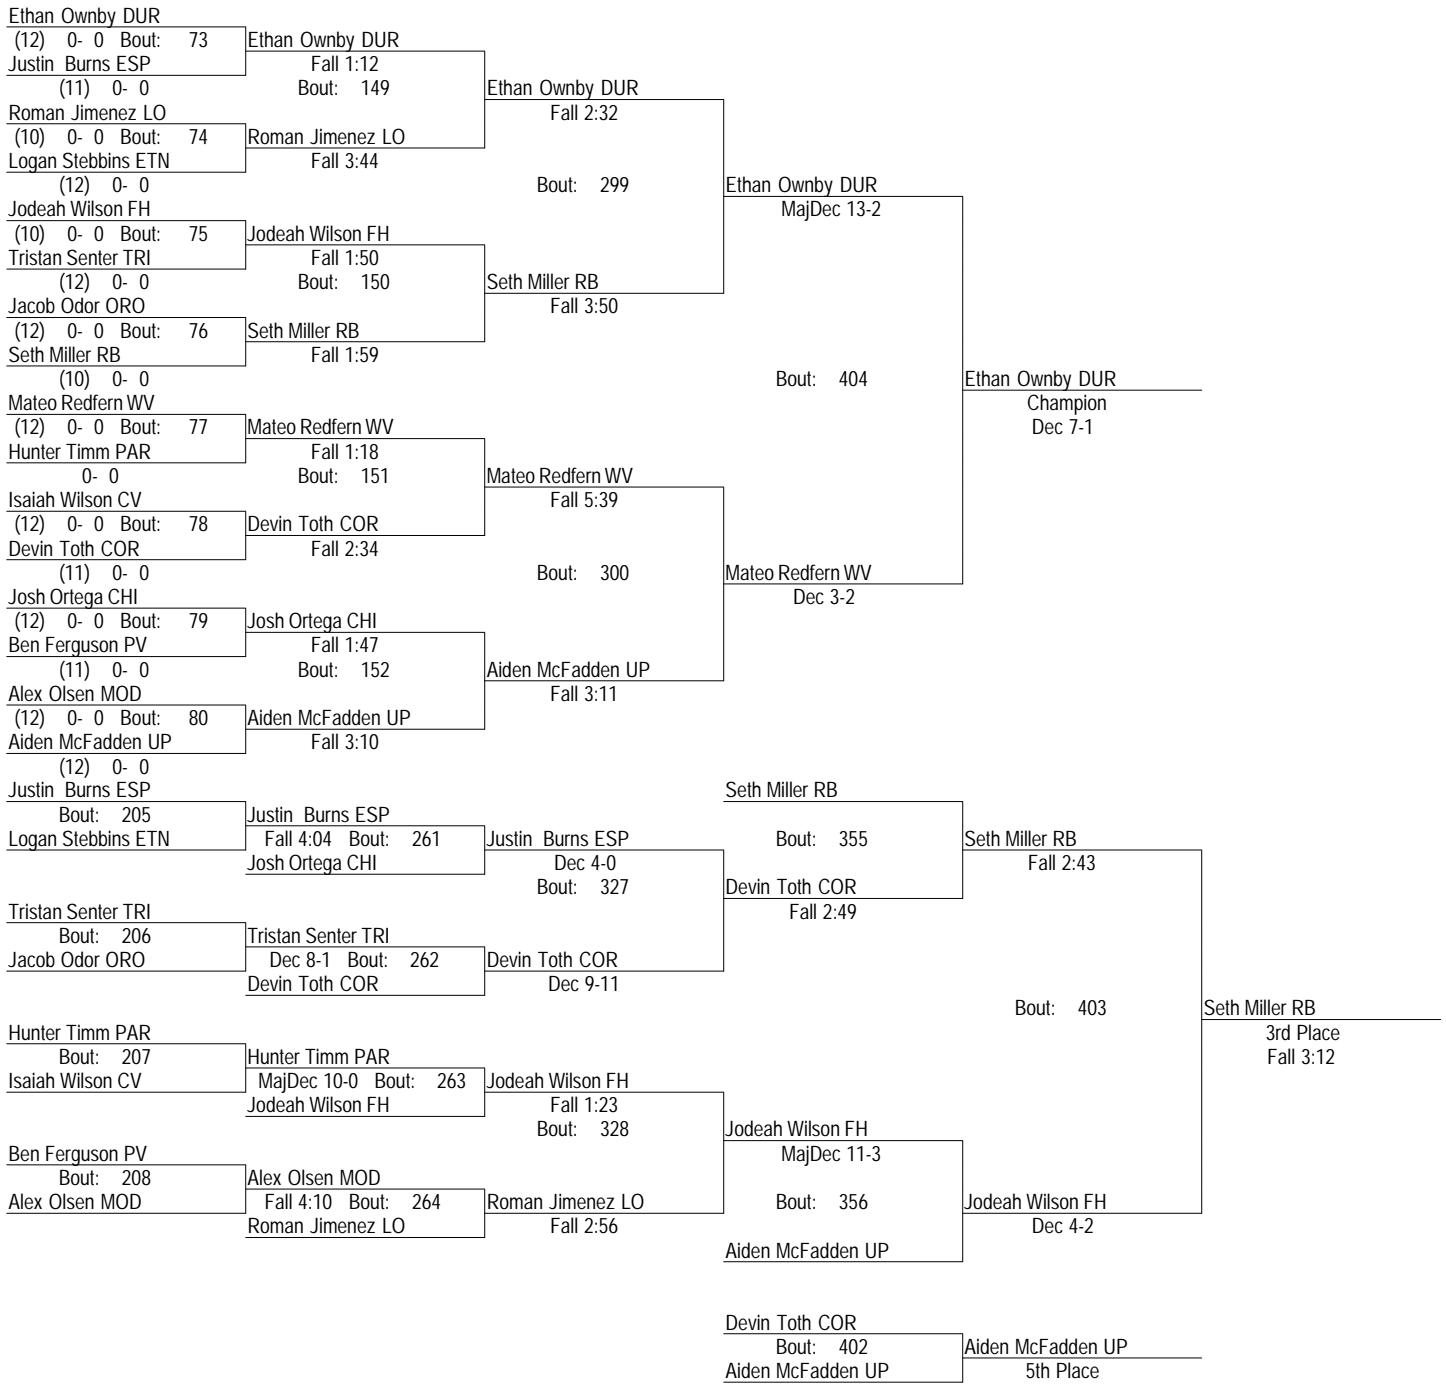 Ethan Ownby DUR
(12) 0- 0 Bout: 73 Ethan Ownby DUR
Justin Burns ESP Fall 1:12
(11) 0- 0 Bout: 149 Ethan Ownby DUR
Roman Jimenez LO Fall 2:32
(10) 0- 0 Bout: 74 Roman Jimenez LO
Logan Stebbins ETN Fall 3:44
(12) 0- 0 Bout: 299 Ethan Ownby DUR
Jodeah Wilson FH MajDec 13-2
(10) 0- 0 Bout: 75 Jodeah Wilson FH
Tristan Senter TRI Fall 1:50
(12) 0- 0 Bout: 150 Seth Miller RB
Jacob Odor ORO Fall 3:50
(12) 0- 0 Bout: 76 Seth Miller RB
Seth Miller RB Fall 1:59
(10) 0- 0 Bout: 404 Ethan Ownby DUR
Mateo Redfern WV Champion
(12) 0- 0 Bout: 77 Mateo Redfern WV Dec 7-1
Hunter Timm PAR Fall 1:18
0- 0 Bout: 151 Mateo Redfern WV
Isaiah Wilson CV Fall 5:39
(12) 0- 0 Bout: 78 Devin Toth COR
Devin Toth COR Fall 2:34
(11) 0- 0 Bout: 300 Mateo Redfern WV
Josh Ortega CHI Dec 3-2
(12) 0- 0 Bout: 79 Josh Ortega CHI
Ben Ferguson PV Fall 1:47
(11) 0- 0 Bout: 152 Aiden McFadden UP
Alex Olsen MOD Fall 3:11
(12) 0- 0 Bout: 80 Aiden McFadden UP
Aiden McFadden UP Fall 3:10
(12) 0- 0
Justin Burns ESP Seth Miller RB
Bout: 205 Justin Burns ESP
Logan Stebbins ETN Fall 4:04 Bout: 261 Justin Burns ESP Bout: 355 Seth Miller RB
Josh Ortega CHI Dec 4-0 Fall 2:43
Bout: 327 Devin Toth COR
Tristan Senter TRI Fall 2:49
Bout: 206 Tristan Senter TRI
Jacob Odor ORO Dec 8-1 Bout: 262 Devin Toth COR
Devin Toth COR Dec 9-11
Bout: 403 Seth Miller RB
Hunter Timm PAR 3rd Place
Bout: 207 Hunter Timm PAR Fall 3:12
Isaiah Wilson CV MajDec 10-0 Bout: 263 Jodeah Wilson FH
Jodeah Wilson FH Fall 1:23
Bout: 328 Jodeah Wilson FH
Ben Ferguson PV MajDec 11-3
Bout: 208 Alex Olsen MOD
Alex Olsen MOD Fall 4:10 Bout: 264 Roman Jimenez LO Bout: 356 Jodeah Wilson FH
Roman Jimenez LO Fall 2:56 Dec 4-2
Aiden McFadden UP
Devin Toth COR
Bout: 402 Aiden McFadden UP
Aiden McFadden UP 5th Place